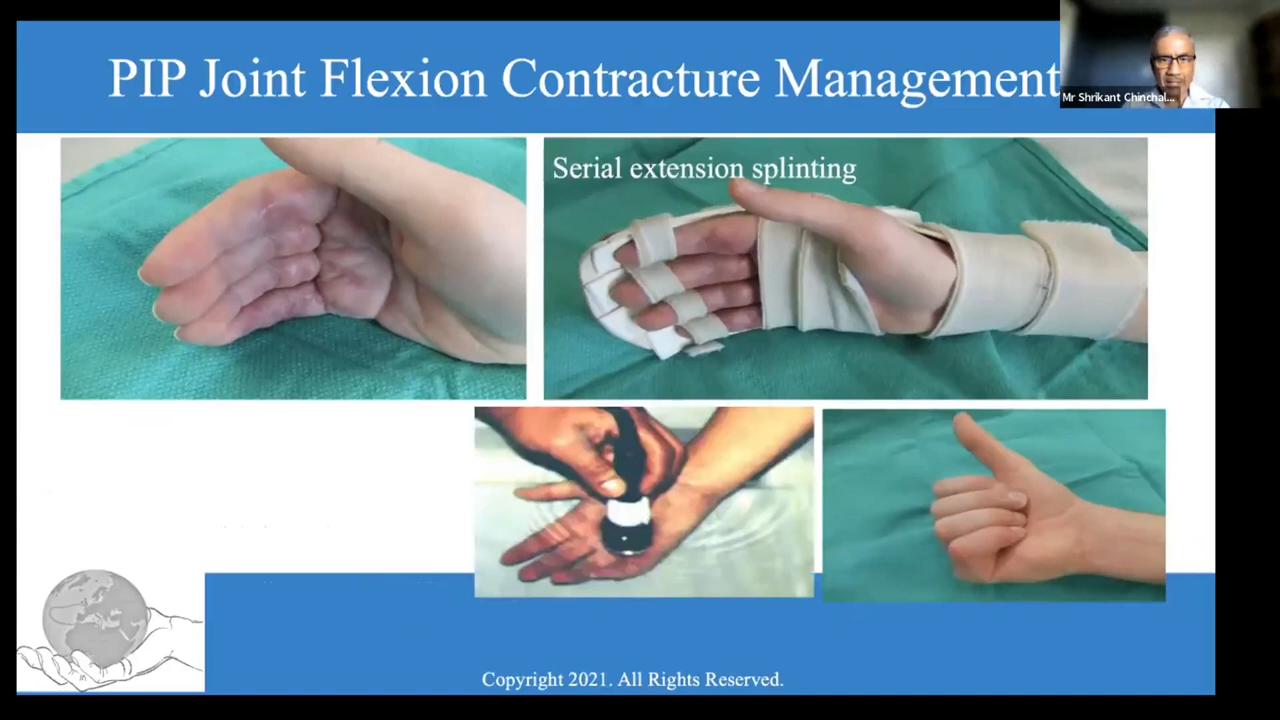 PIP Joint Flexion Contracture Management
Mr Shrikant Chinchal...
Serial extension splinting
Copyright 2021. All Rights Reserved.